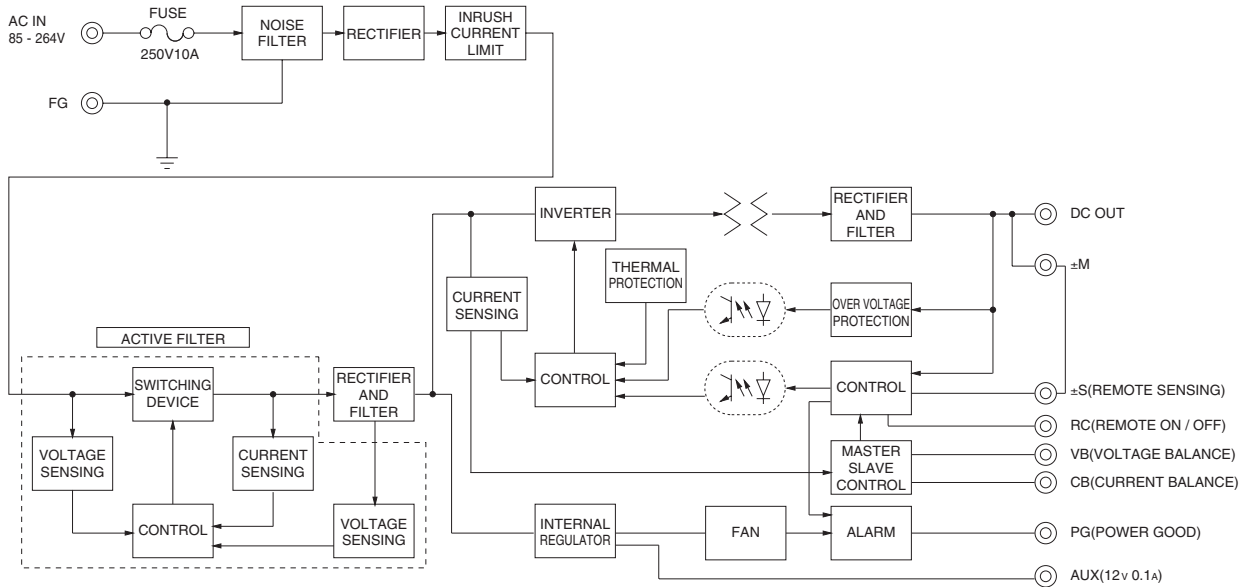 AC IN
85 - 264V
FUSE
250V10A
NOISE
FILTER
RECTIFIER
INRUSH
CURRENT
LIMIT
FG
INVERTER
RECTIFIER
AND
FILTER
DC OUT
±M
THERMAL
PROTECTION
CURRENT
SENSING
OVER VOLTAGE
PROTECTION
ACTIVE FILTER
SWITCHING
DEVICE
RECTIFIER
AND
FILTER
CONTROL
CONTROL
±S(REMOTE SENSING)
RC(REMOTE ON / OFF)
VOLTAGE
SENSING
CURRENT
SENSING
MASTER
SLAVE
CONTROL
VB(VOLTAGE BALANCE)
CB(CURRENT BALANCE)
CONTROL
VOLTAGE
SENSING
INTERNAL
REGULATOR
FAN
ALARM
PG(POWER GOOD)
AUX(12V 0.1A)